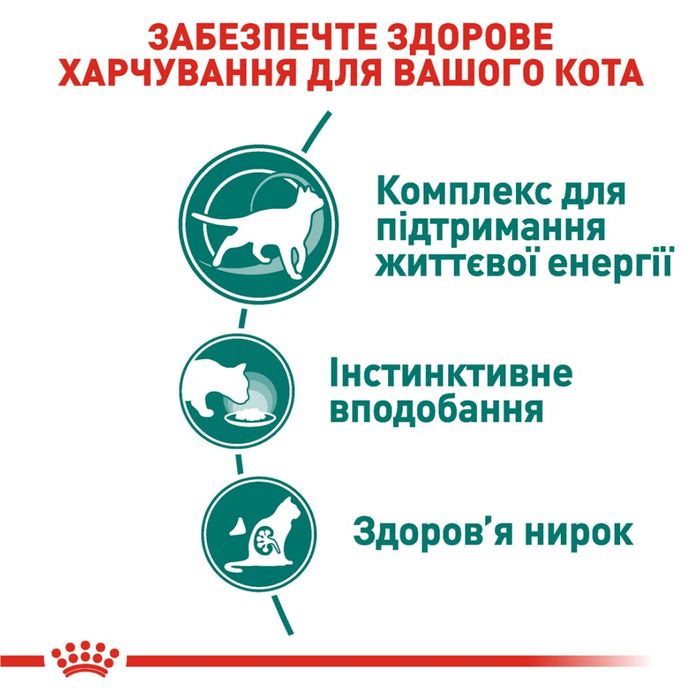 ЗАБЕЗПЕЧТЕ ЗДОРОВЕ
ХАРЧУВАННЯ ДЛЯ ВАШОГО КОТА
Комплекс для
підтримання
життєвої енергії
Інстинктивне
вподобання
Здоров'я нирок